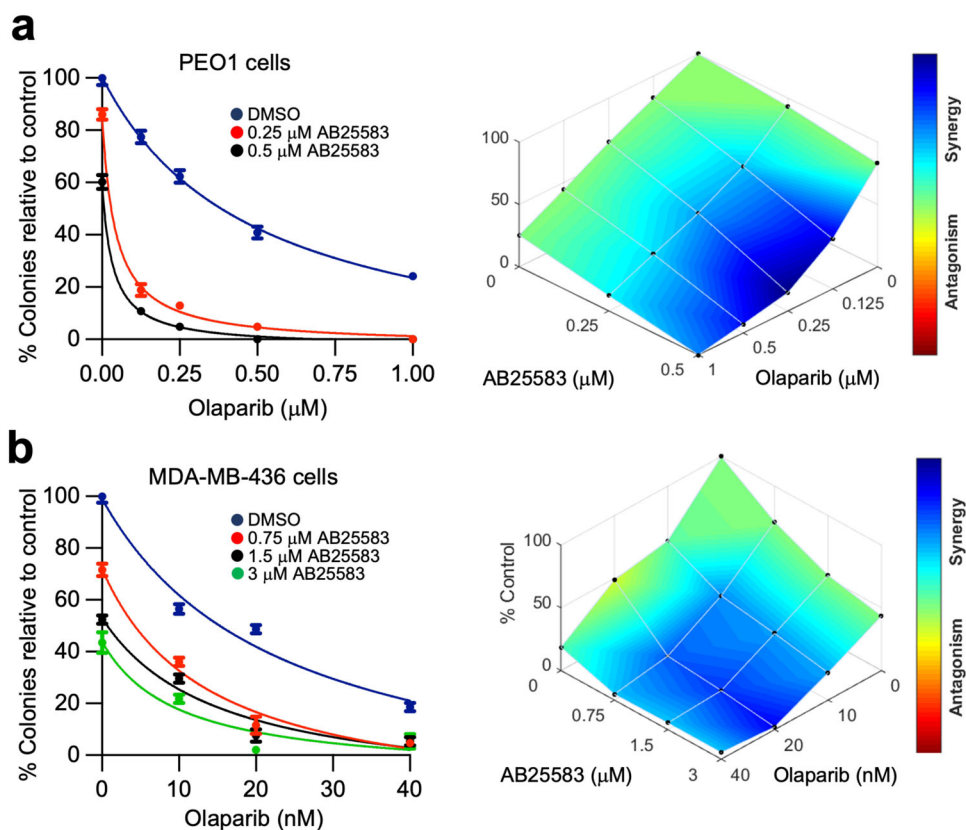 a
PEO1 cells
% Colonies relative to control
100
80
60
40
20
0
DMSO
0.25 μM AB25583
0.5 μM AB25583
0.00
0.25
0.50
0.75
1.00
Olaparib (μM)
100
50
0
0
0.25
0.5
AB25583 (μM)
1
0.5
0.25
0.125
0
Olaparib (μM)
Synergy
Antagonism
b
MDA-MB-436 cells
% Colonies relative to control
100
80
60
40
20
0
DMSO
0.75 μM AB25583
1.5 μM AB25583
3 μM AB25583
0
10
20
30
40
Olaparib (nM)
% Control
100
50
0
0
0.75
1.5
3
AB25583 (μM)
40
20
10
0
Olaparib (nM)
Synergy
Antagonism